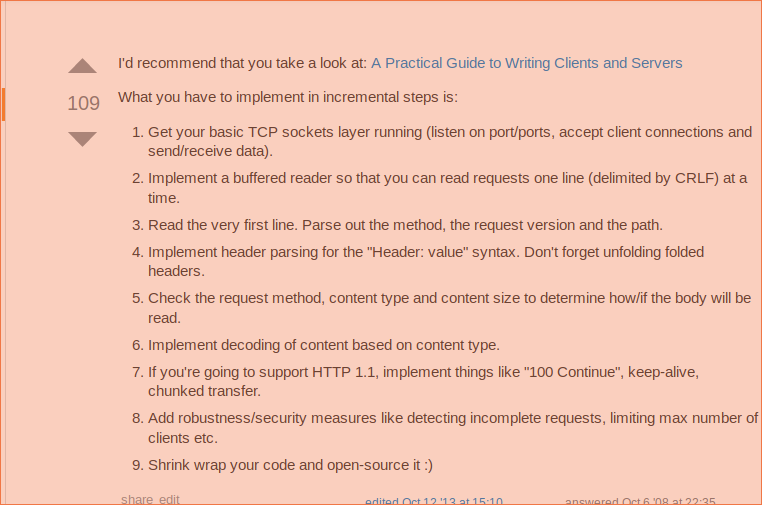 I'd recommend that you take a look at: A Practical Guide to Writing Clients and Servers
109
What you have to implement in incremental steps is:
1. Get your basic TCP sockets layer running (listen on port/ports, accept client connections and
send/receive data).
2. Implement a buffered reader so that you can read requests one line (delimited by CRLF) at a
time.
3. Read the very first line. Parse out the method, the request version and the path.
4. Implement header parsing for the "Header: value" syntax. Don't forget unfolding folded
headers.
5. Check the request method, content type and content size to determine how/if the body will be
read.
6. Implement decoding of content based on content type.
7. If you're going to support HTTP 1.1, implement things like "100 Continue", keep-alive,
chunked transfer.
8. Add robustness/security measures like detecting incomplete requests, limiting max number of
clients etc.
9. Shrink wrap your code and open-source it :)
share edit edited Oct 12 '13 at 15:10 answered Oct 6 '08 at 22:35